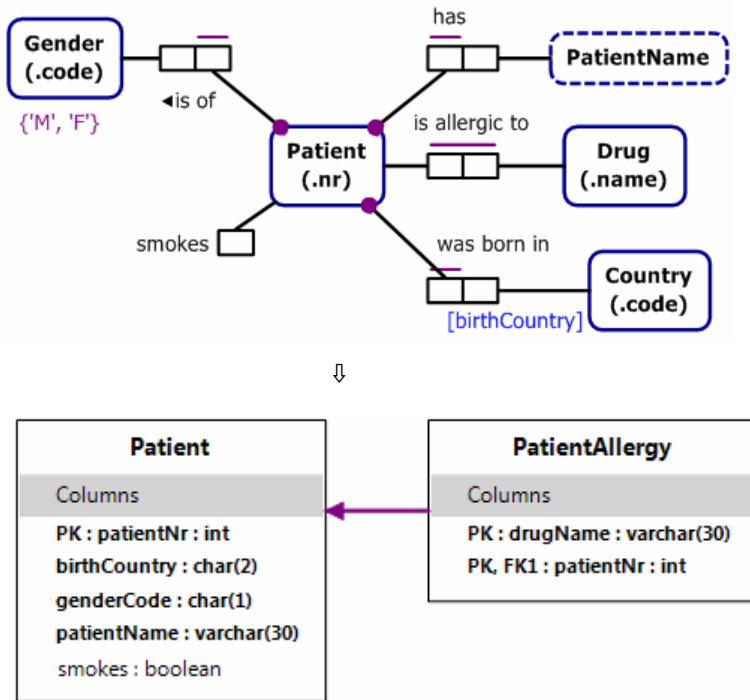 has
Gender
(.code)
PatientName
◄is of
{'M', 'F'}
is allergic to
Patient
(.nr)
Drug
(.name)
smokes
was born in
Country
(.code)
[birthCountry]
⇩
Patient
Columns
PK : patientNr : int
birthCountry : char(2)
genderCode : char(1)
patientName : varchar(30)
smokes : boolean
PatientAllergy
Columns
PK : drugName : varchar(30)
PK, FK1 : patientNr : int